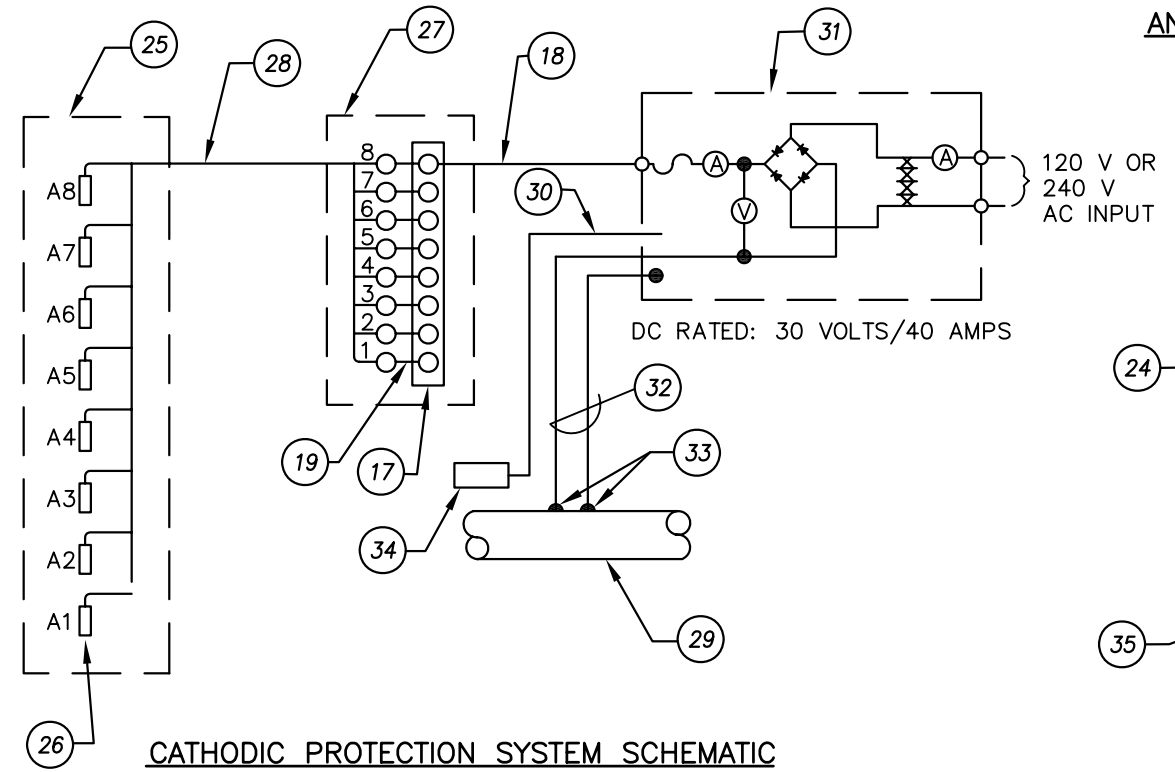 AN
25
28
27
18
31
30
A8
A7
A6
A5
A4
A3
A2
A1
8
7
6
5
4
3
2
1
A
V
A
120 V OR
240 V
AC INPUT
DC RATED: 30 VOLTS/40 AMPS
24
32
19
17
33
34
29
35
26
CATHODIC PROTECTION SYSTEM SCHEMATIC